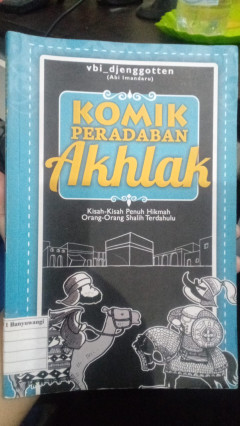 vbi_djenggotten
(Abi Imandaru)
KOMIK
PERADABAN
Akhlak
Kisah-Kisah Penuh Hikmah
Orang-Orang Shalih Terdahulu
Banyuwangi